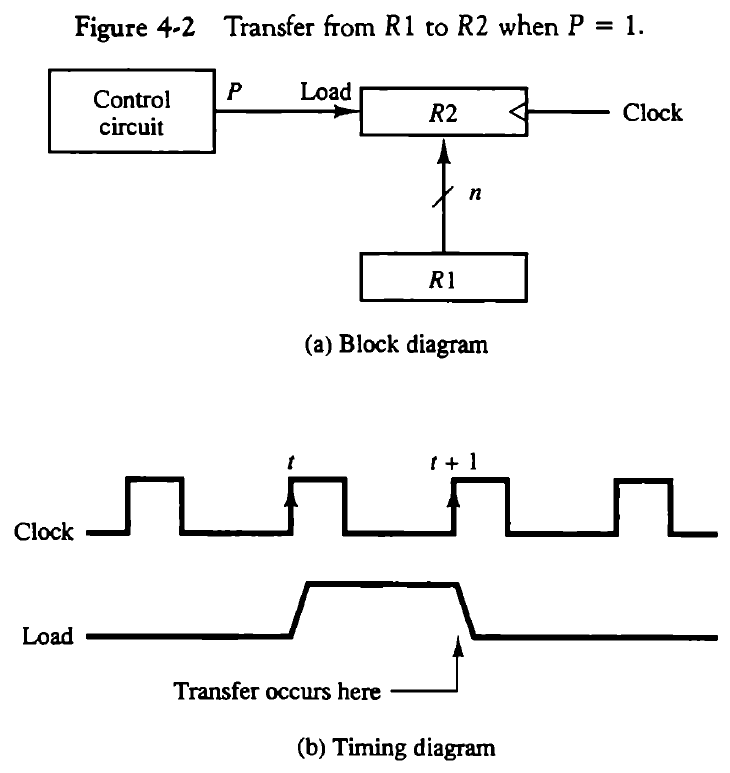 Figure 4-2 Transfer from R1 to R2 when P = 1.
Control
circuit
P
Load
R2
Clock
n
R1
(a) Block diagram
t
t + 1
Clock
Load
Transfer occurs here
(b) Timing diagram